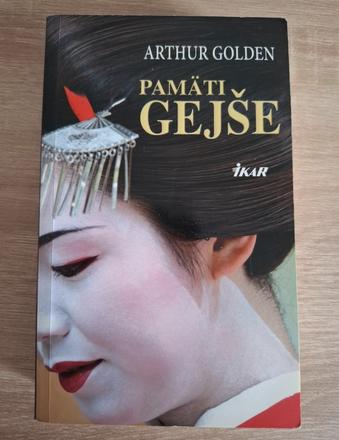 ARTHUR GOLDEN
PAMÄTI
GEJŠE
iKAR